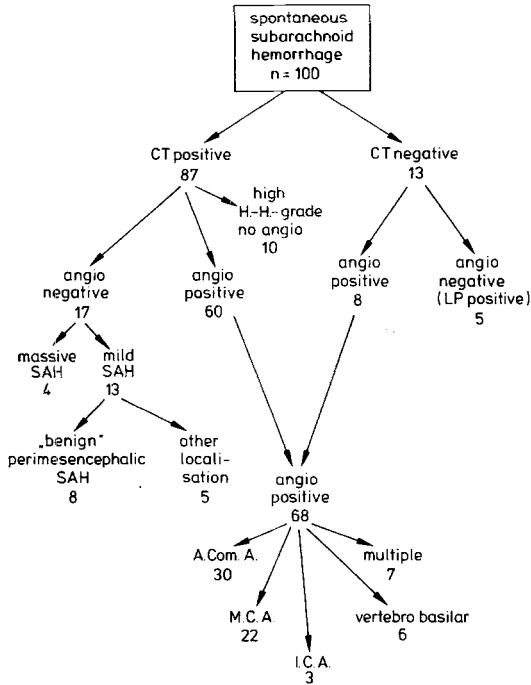 spontaneous
subarachnoid
hemorrhage
n = 100
CT positive
87
CT negative
13
high
H.-H.-grade
no angio
10
angio
negative
17
angio
positive
60
angio
positive
8
angio
negative
(LP positive)
5
massive
SAH
4
mild
SAH
13
„benign"
perimesencephalic
SAH
8
other
locali-
sation
5
angio
positive
68
A.Com. A.
30
multiple
7
M.C.A.
22
vertebro basilar
6
I.C.A.
3